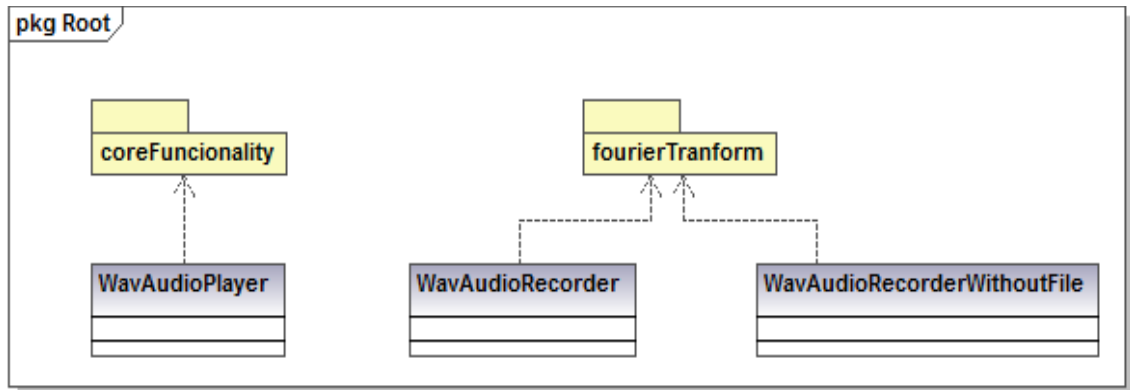 pkg Root
coreFuncionality
fourierTranform
WavAudioPlayer
WavAudioRecorder
WavAudioRecorderWithoutFile